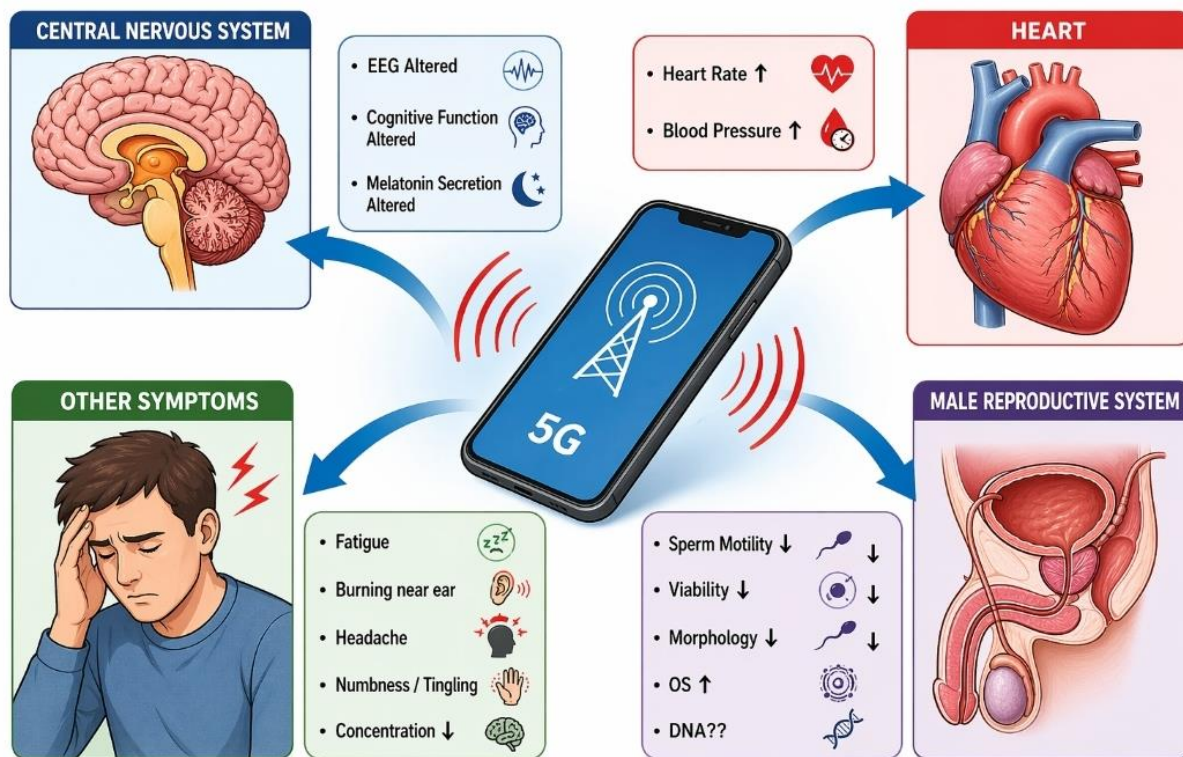 CENTRAL NERVOUS SYSTEM
• EEG Altered
• Cognitive Function
Altered
• Melatonin Secretion
Altered
• Heart Rate ↑
• Blood Pressure ↑
HEART
5G
OTHER SYMPTOMS
• Fatigue
zzz
• Burning near ear
• Headache
• Numbness / Tingling
• Concentration ↓
• Sperm Motility ↓ ↓
• Viability ↓ ↓
• Morphology ↓ ↓
• OS ↑
• DNA??
MALE REPRODUCTIVE SYSTEM